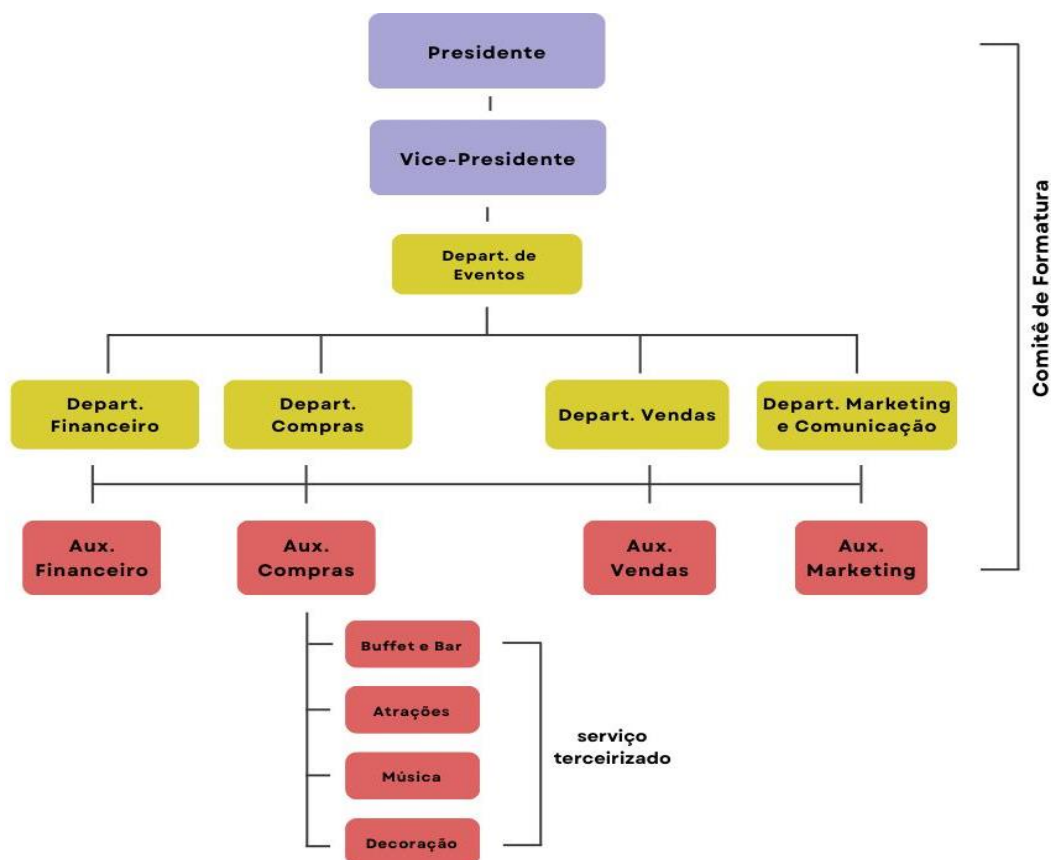 Presidente
Vice-Presidente
Depart. de
Eventos
Depart.
Financeiro
Depart.
Compras
Depart. Vendas
Depart. Marketing
e Comunicação
Aux.
Financeiro
Aux.
Compras
Aux.
Vendas
Aux.
Marketing
Buffet e Bar
Atrações
Música
Decoração
serviço
terceirizado
Comitê de Formatura